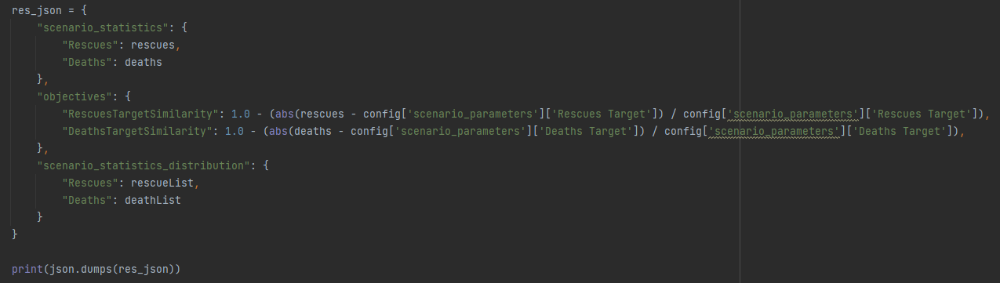 res_json = {
    "scenario_statistics": {
        "Rescues": rescues,
        "Deaths": deaths
    },
    "objectives": {
        "RescuesTargetSimilarity": 1.0 - (abs(rescues - config['scenario_parameters']['Rescues Target']) / config['scenario_parameters']['Rescues Target']),
        "DeathsTargetSimilarity": 1.0 - (abs(deaths - config['scenario_parameters']['Deaths Target']) / config['scenario_parameters']['Deaths Target']),
    },
    "scenario_statistics_distribution": {
        "Rescues": rescueList,
        "Deaths": deathList
    }
}
print(json.dumps(res_json))